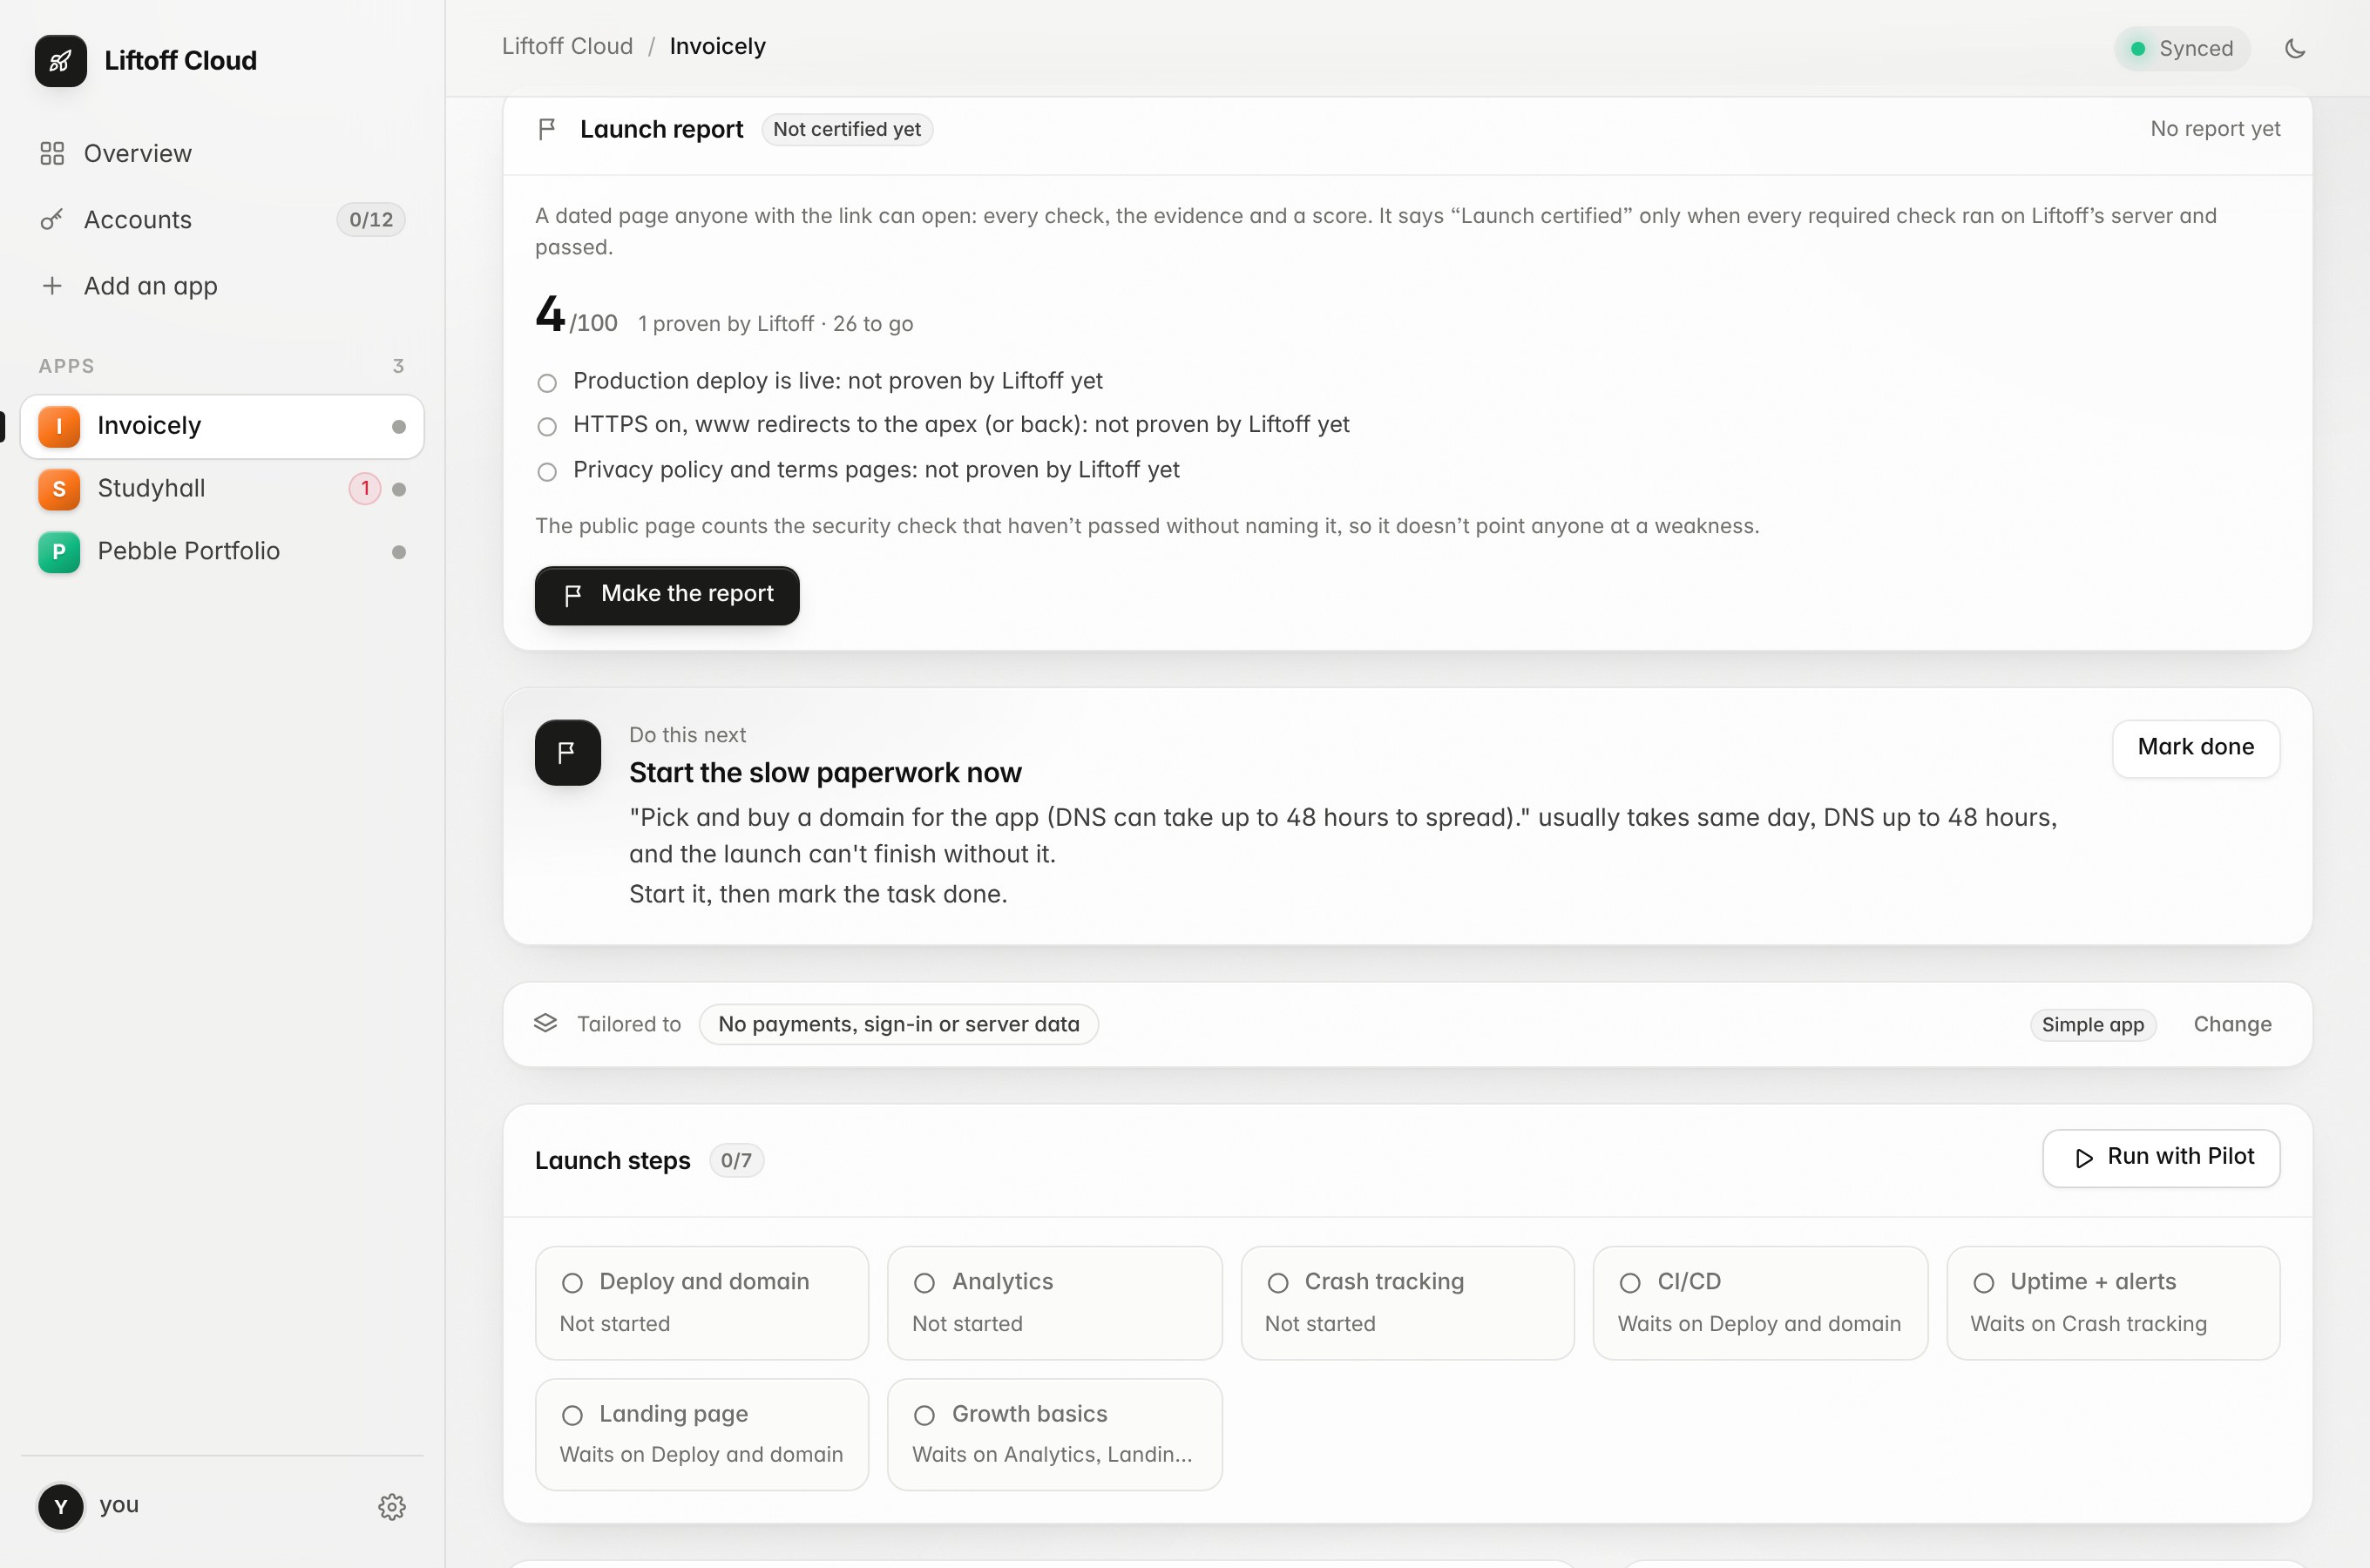 Liftoff Cloud
Overview
Accounts
0/12
Add an app
APPS
3
I
Invoicely
S
Studyhall
1
P
Pebble Portfolio
Y
you
Liftoff Cloud / Invoicely
Synced
Launch report
Not certified yet
No report yet
A dated page anyone with the link can open: every check, the evidence and a score. It says “Launch certified” only when every required check ran on Liftoff’s server and
passed.
4/100 1 proven by Liftoff · 26 to go
Production deploy is live: not proven by Liftoff yet
HTTPS on, www redirects to the apex (or back): not proven by Liftoff yet
Privacy policy and terms pages: not proven by Liftoff yet
The public page counts the security check that haven’t passed without naming it, so it doesn’t point anyone at a weakness.
Make the report
Do this next
Start the slow paperwork now
"Pick and buy a domain for the app (DNS can take up to 48 hours to spread)." usually takes same day, DNS up to 48 hours,
and the launch can't finish without it.
Start it, then mark the task done.
Mark done
Tailored to
No payments, sign-in or server data
Simple app
Change
Launch steps
0/7
Run with Pilot
Deploy and domain
Not started
Analytics
Not started
Crash tracking
Not started
CI/CD
Waits on Deploy and domain
Uptime + alerts
Waits on Crash tracking
Landing page
Waits on Deploy and domain
Growth basics
Waits on Analytics, Landin...